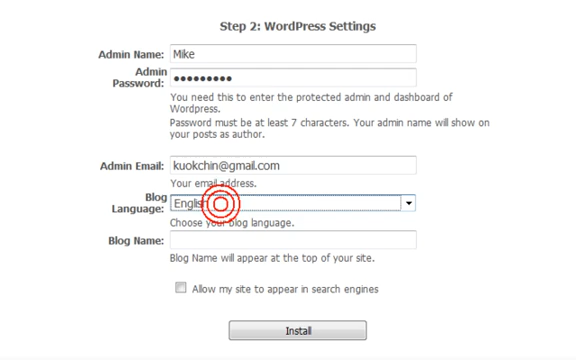 Step 2: WordPress Settings
Admin Name: Mike
Admin Password: •••••••••
You need this to enter the protected admin and dashboard of
Wordpress.
Password must be at least 7 characters. Your admin name will show on
your posts as author.
Admin Email: kuokchin@gmail.com
Your email address.
Blog Language: English
Choose your blog language.
Blog Name:
Blog Name will appear at the top of your site.
Allow my site to appear in search engines
Install